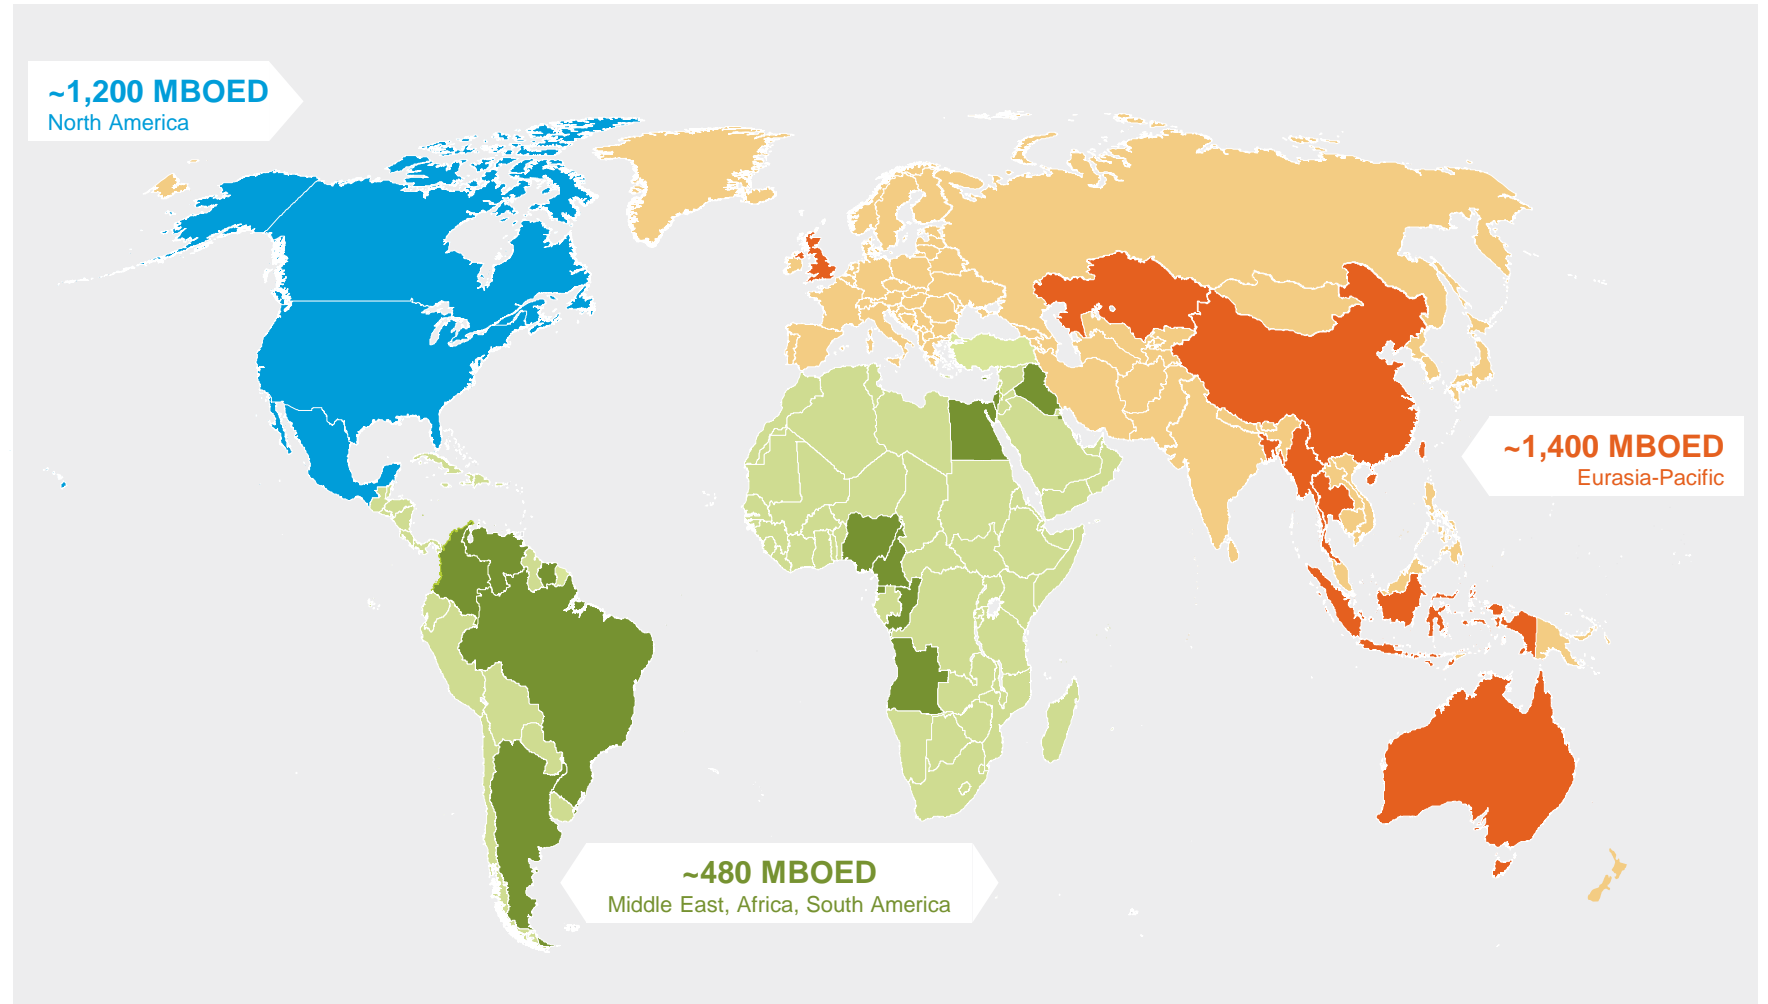 ~1,200 MBOED
North America
~1,400 MBOED
Eurasia-Pacific
~480 MBOED
Middle East, Africa, South America